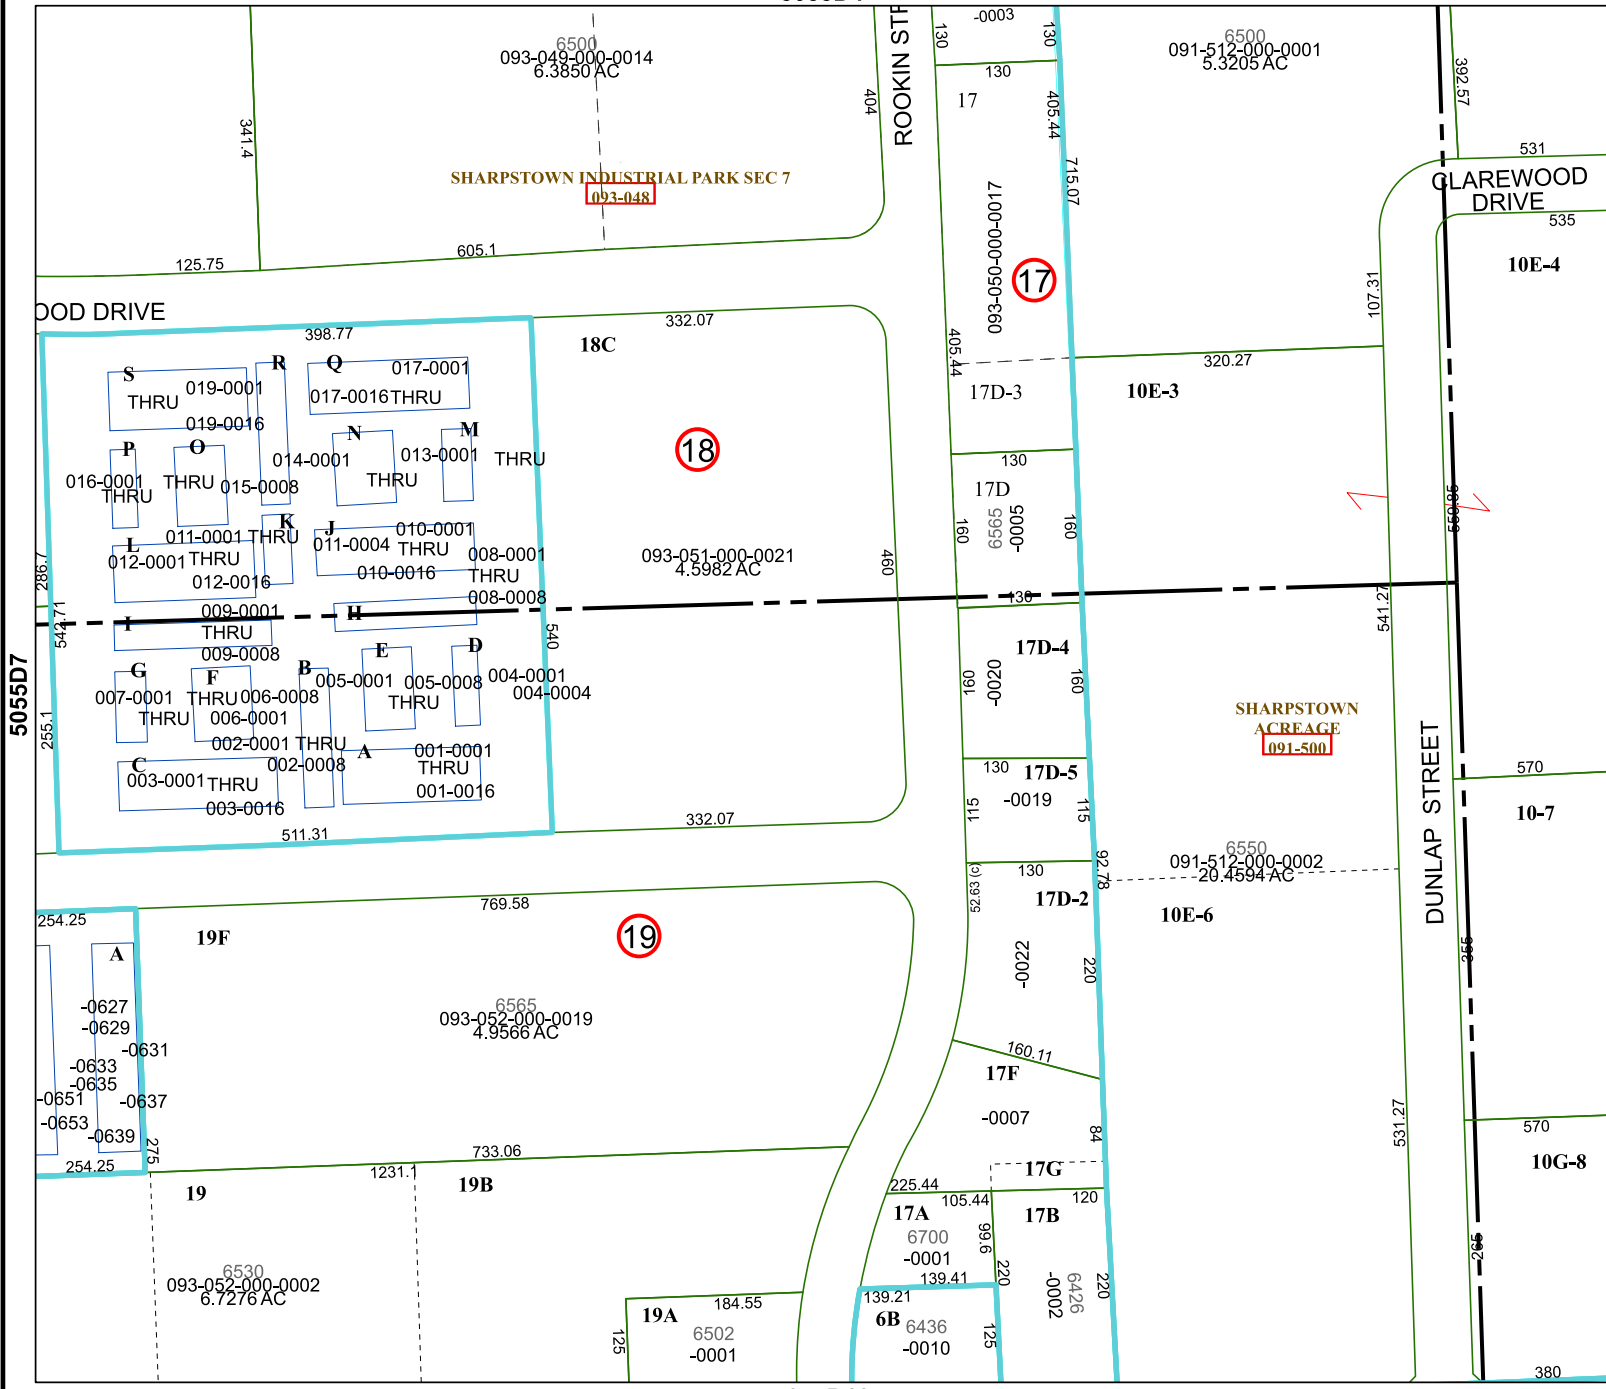 -0003
6500
093-049-000-0014
6.3850 AC
6500
091-512-000-0001
5.3205 AC
130
130
130
392.57
404
ROOKIN STR
17
405.44
341.4
531
SHARPSTOWN INDUSTRIAL PARK SEC 7
093-048
715.07
CLAREWOOD
DRIVE
535
093-050-000-0017
17
605.1
125.75
10E-4
107.31
OOD DRIVE
398.77
332.07
18C
405.44
320.27
S
R
Q
019-0001
017-0001
THRU
017-0016 THRU
019-0016
17D-3
10E-3
P
O
N
M
014-0001
013-0001
THRU
18
130
016-0001
THRU
THRU
015-0008
THRU
17D
6565
-0005
160
160
550.85
K
J
010-0001
011-0001 THRU
011-0004
THRU
L
012-0001
THRU
008-0001
THRU
010-0016
012-0016
008-0008
093-051-000-0021
4.5982 AC
460
286.7
542.71
009-0001
I
THRU
H
009-0008
130
541.27
540
17D-4
-0020
160
160
G
F
B
E
D
005-0001
005-0008
004-0001
004-0004
007-0001
THRU
006-0008
THRU
THRU
006-0001
5055D7
255.1
002-0001 THRU
A
001-0001
C
002-0008
THRU
003-0001
THRU
001-0016
003-0016
SHARPSTOWN
ACREAGE
091-500
DUNLAP STREET
130
17D-5
-0019
115
115
570
10-7
511.31
332.07
6550
091-512-000-0002
20.4594 AC
92.78
52.63 (c)
130
17D-2
10E-6
769.58
254.25
19F
19
A
-0022
220
355
-0627
-0629
-0631
-0633
-0635
-0637
-0651
-0653
-0639
6565
093-052-000-0019
4.9566 AC
160.11
17F
-0007
84
531.27
570
10G-8
275
254.25
733.06
1231.1
19
19B
17G
225.44
105.44
120
17A
17B
6700
-0001
99.6
220
139.41
6426
-0002
220
265
6530
093-052-000-0002
6.7276 AC
139.21
184.55
19A
6502
-0001
125
6B
6436
-0010
125
380